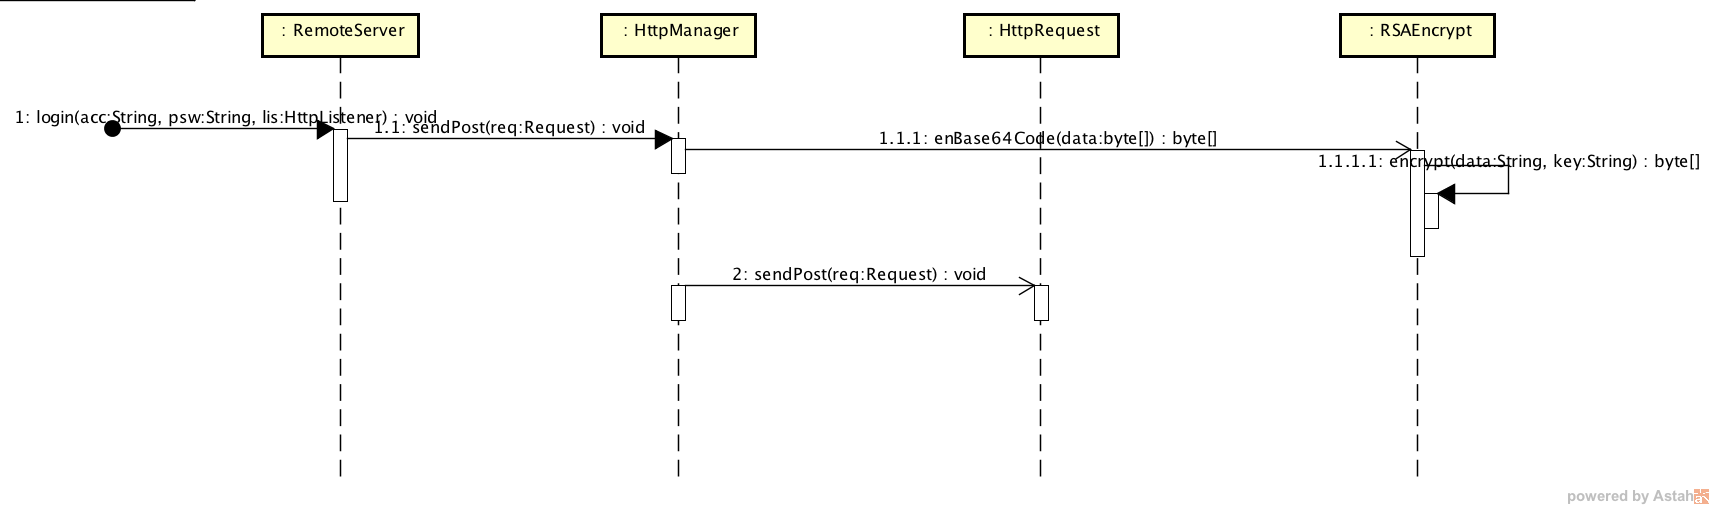 : RemoteServer
: HttpManager
: HttpRequest
: RSAEncrypt
1: login(acc:String, psw:String, lis:HttpListener) : void
1.1: sendPost(req:Request) : void
1.1.1: enBase64Code(data:byte[]) : byte[]
1.1.1.1: encrypt(data:String, key:String) : byte[]
2: sendPost(req:Request) : void
powered by Astah